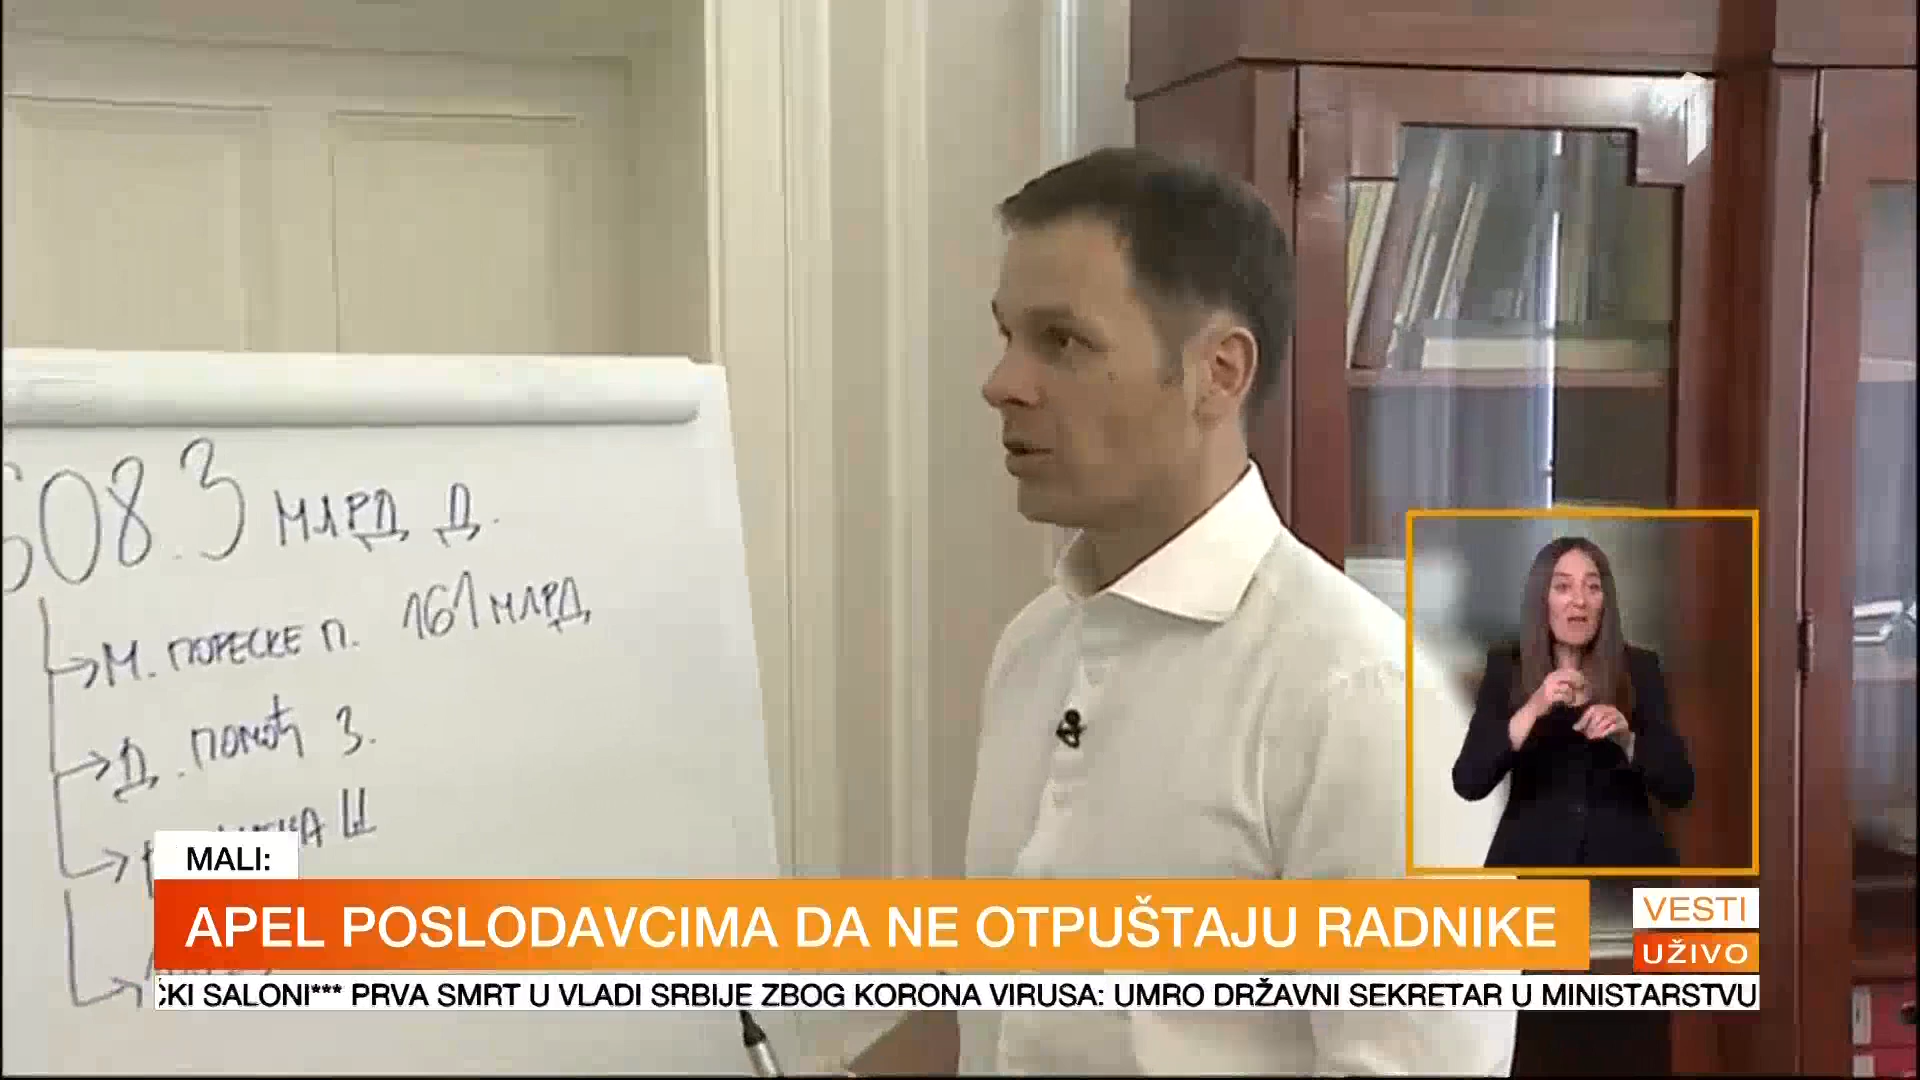 608.3 МЛРД Д.
М. ПОРЕСКЕ П. 161 МЛРД
Д. ПОМОЋ З.
Ш
MALI:
APEL POSLODAVCIMA DA NE OTPUŠTAJU RADNIKE
VESTI
UŽIVO
ČKI SALONI*** PRVA SMRT U VLADI SRBIJE ZBOG KORONA VIRUSA: UMRO DRŽAVNI SEKRETAR U MINISTARSTVU